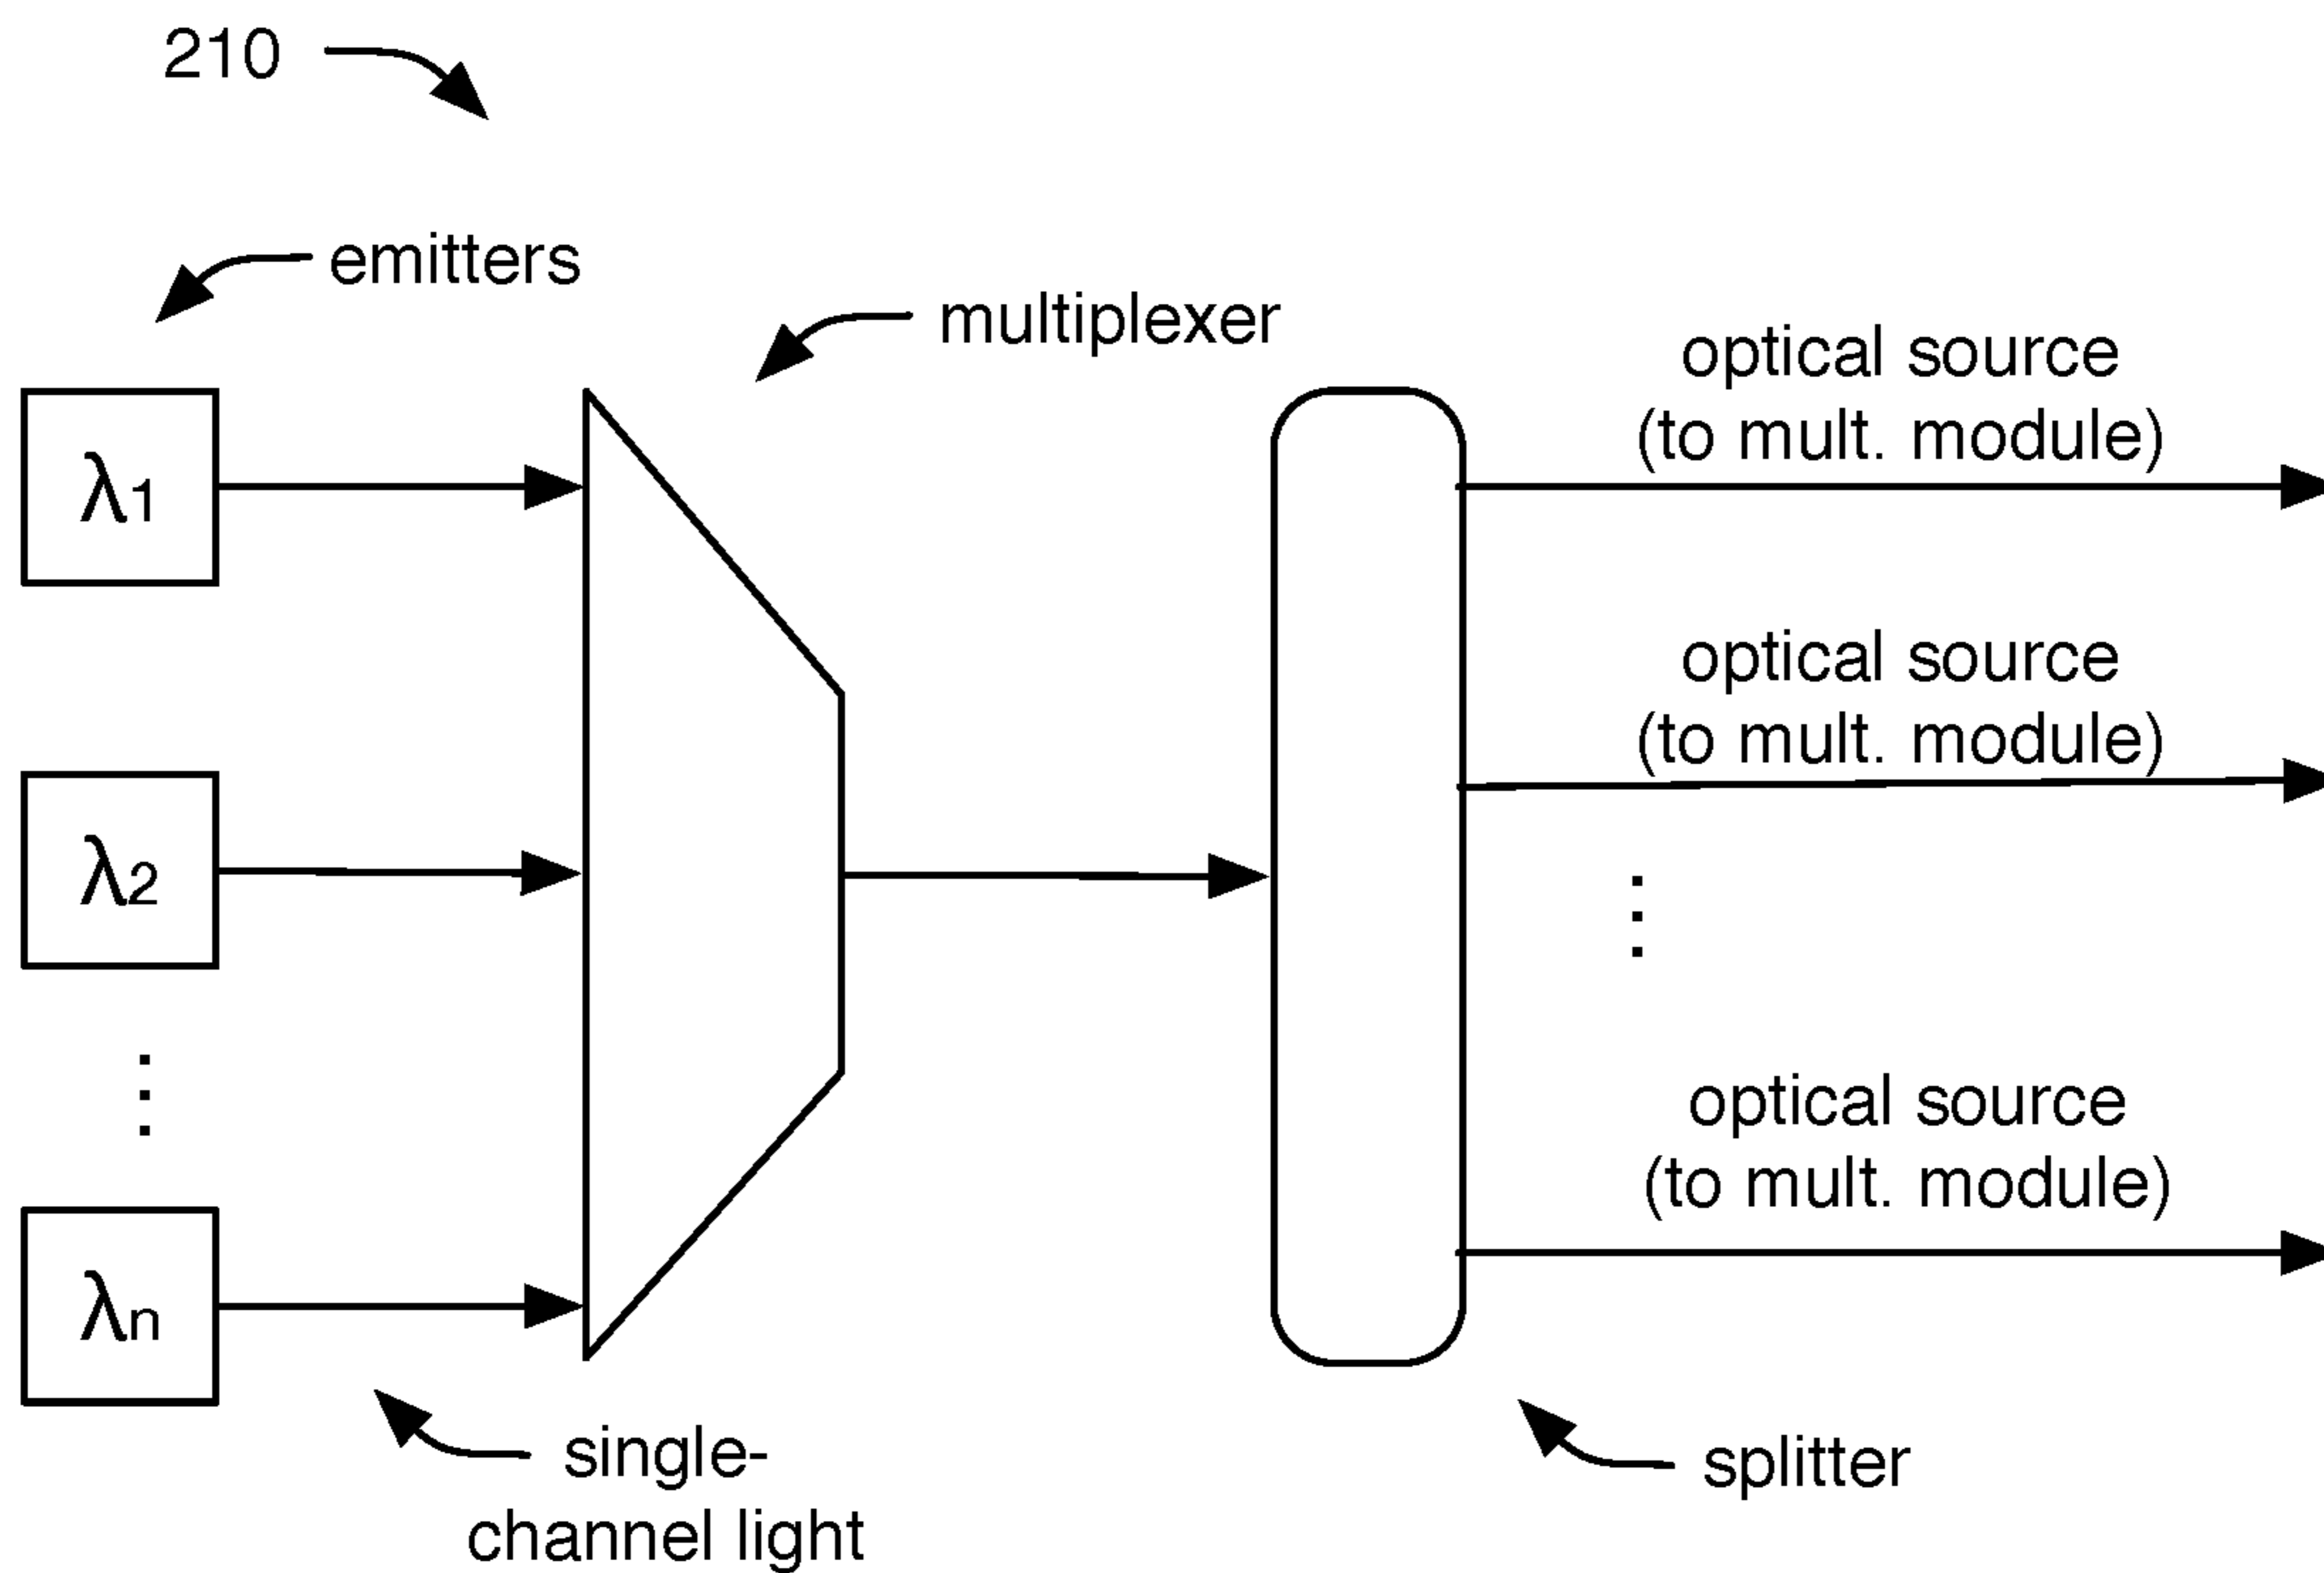 210
emitters
multiplexer
optical source
(to mult. module)
λ1
optical source
(to mult. module)
λ2
⋮
⋮
optical source
(to mult. module)
λn
single-
channel light
splitter